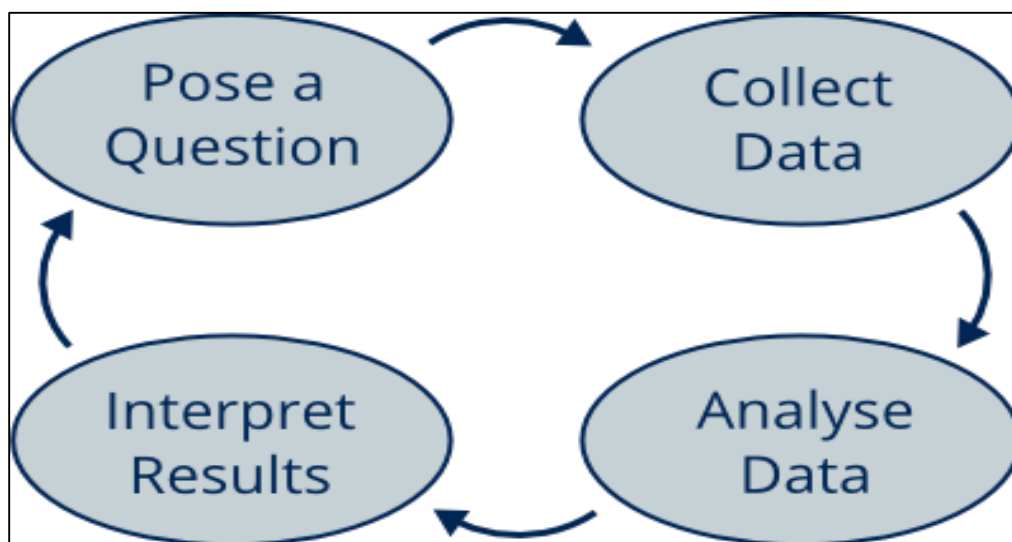 Pose a
Question
Collect
Data
Analyse
Data
Interpret
Results